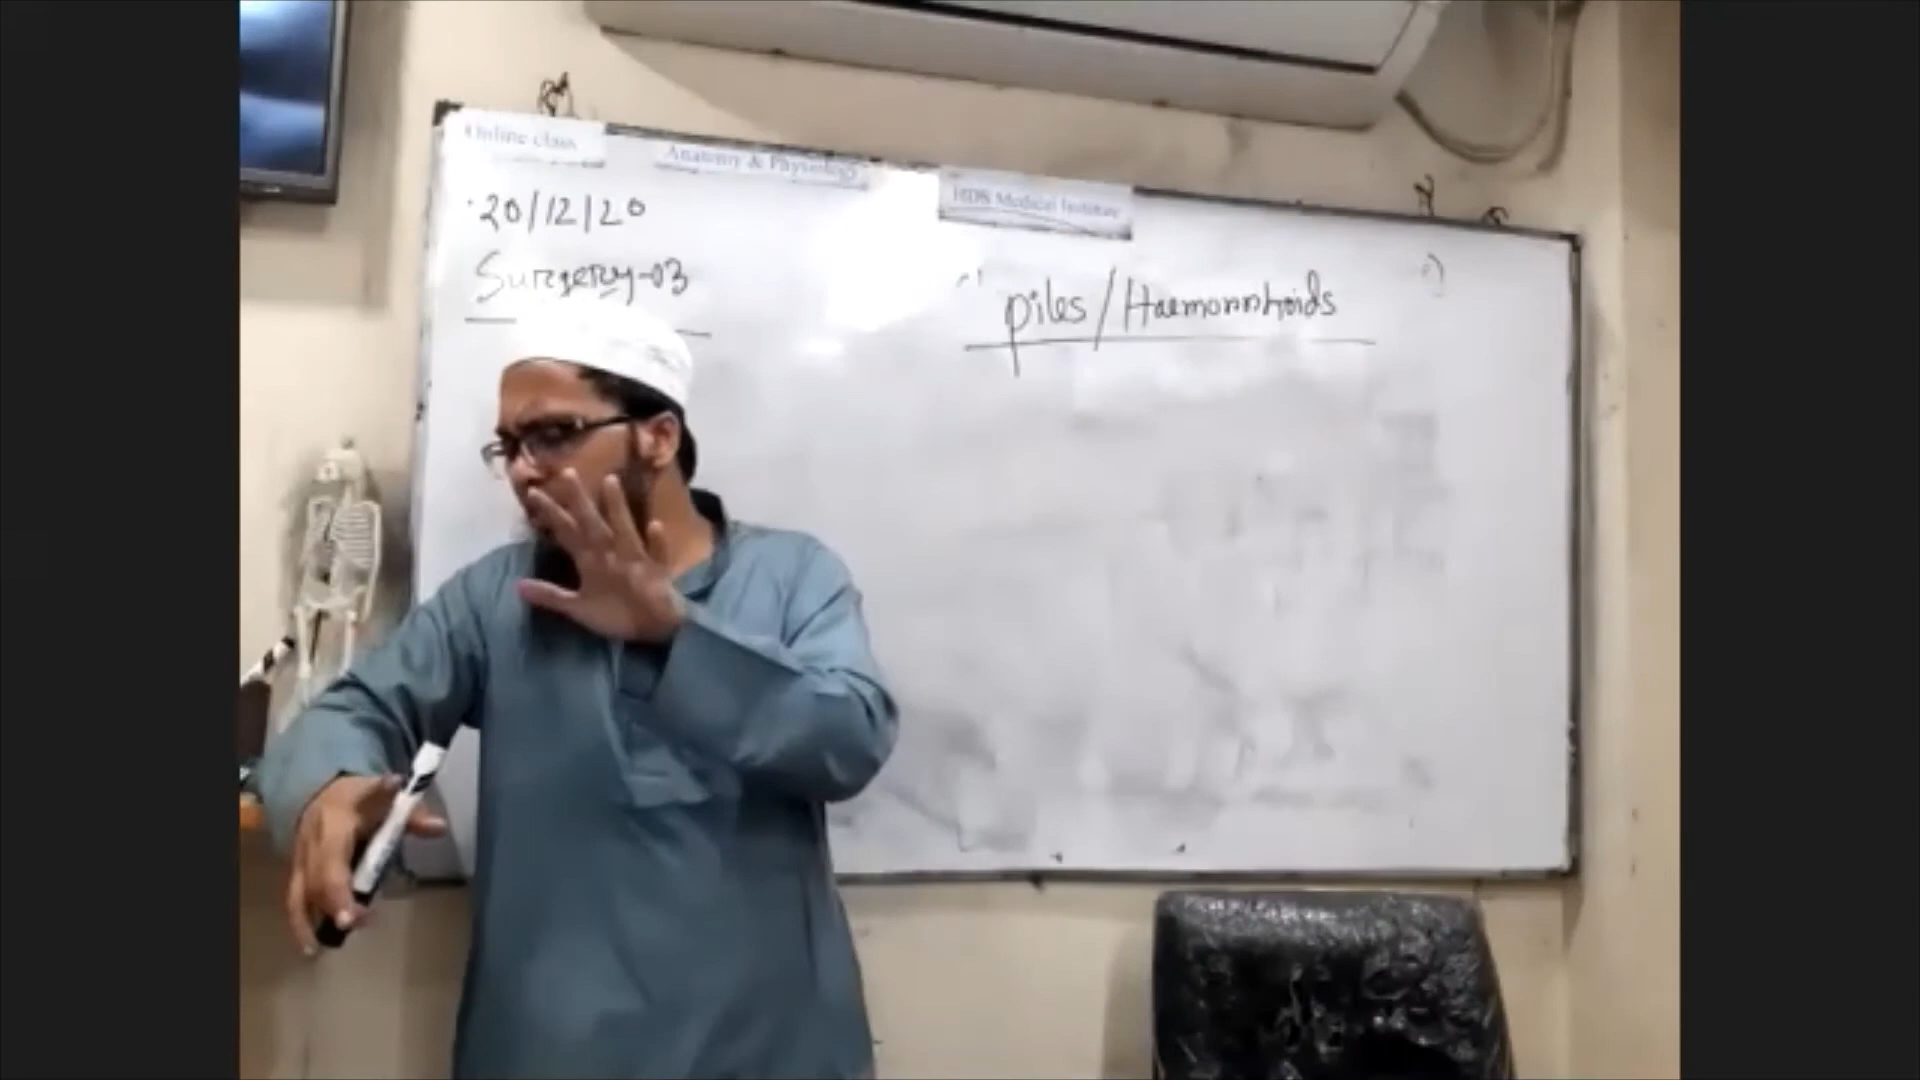 Online class
Anatomy & Physiology
HDS Medical Institute
20/12/20
Surgery-03
piles/Haemorrhoids